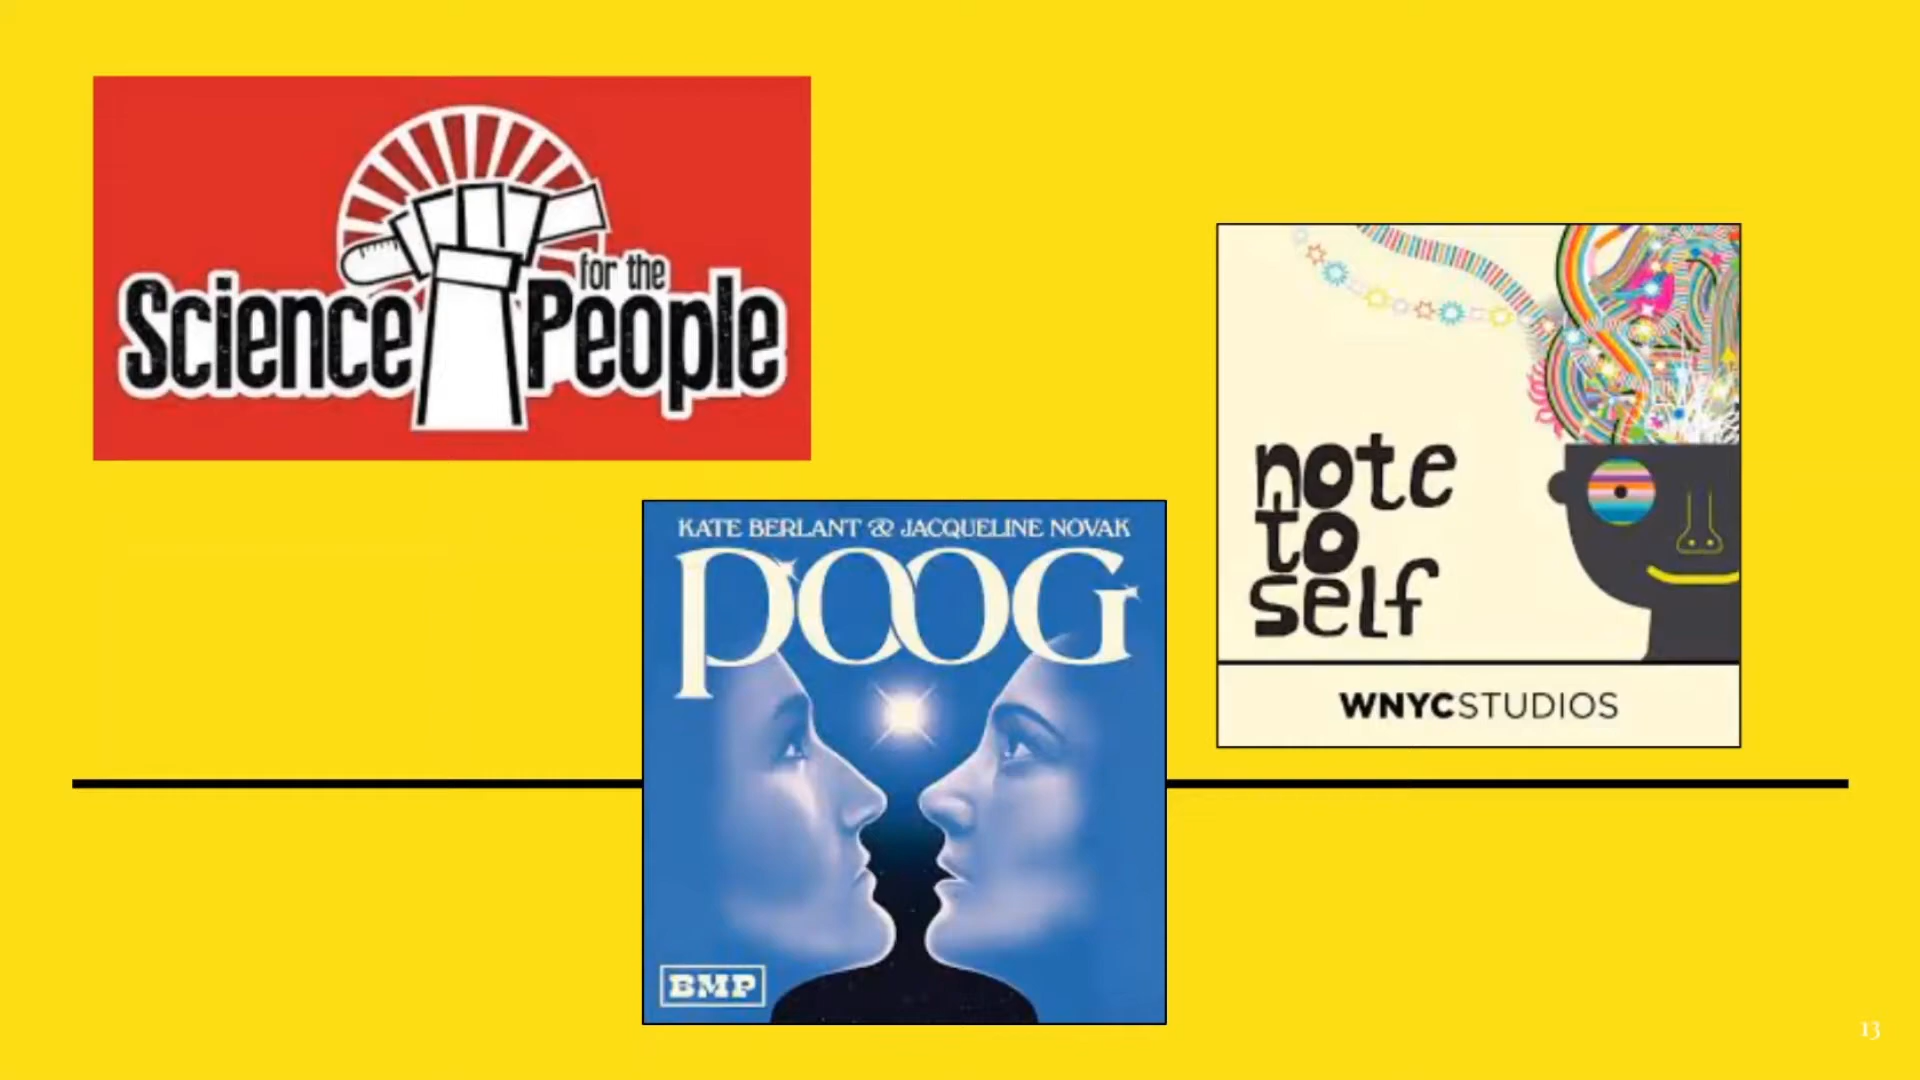 for the
Science People
KATE BERLANT & JACQUELINE NOVAK
POOG
BMP
note
to
self
WNYCSTUDIOS
13